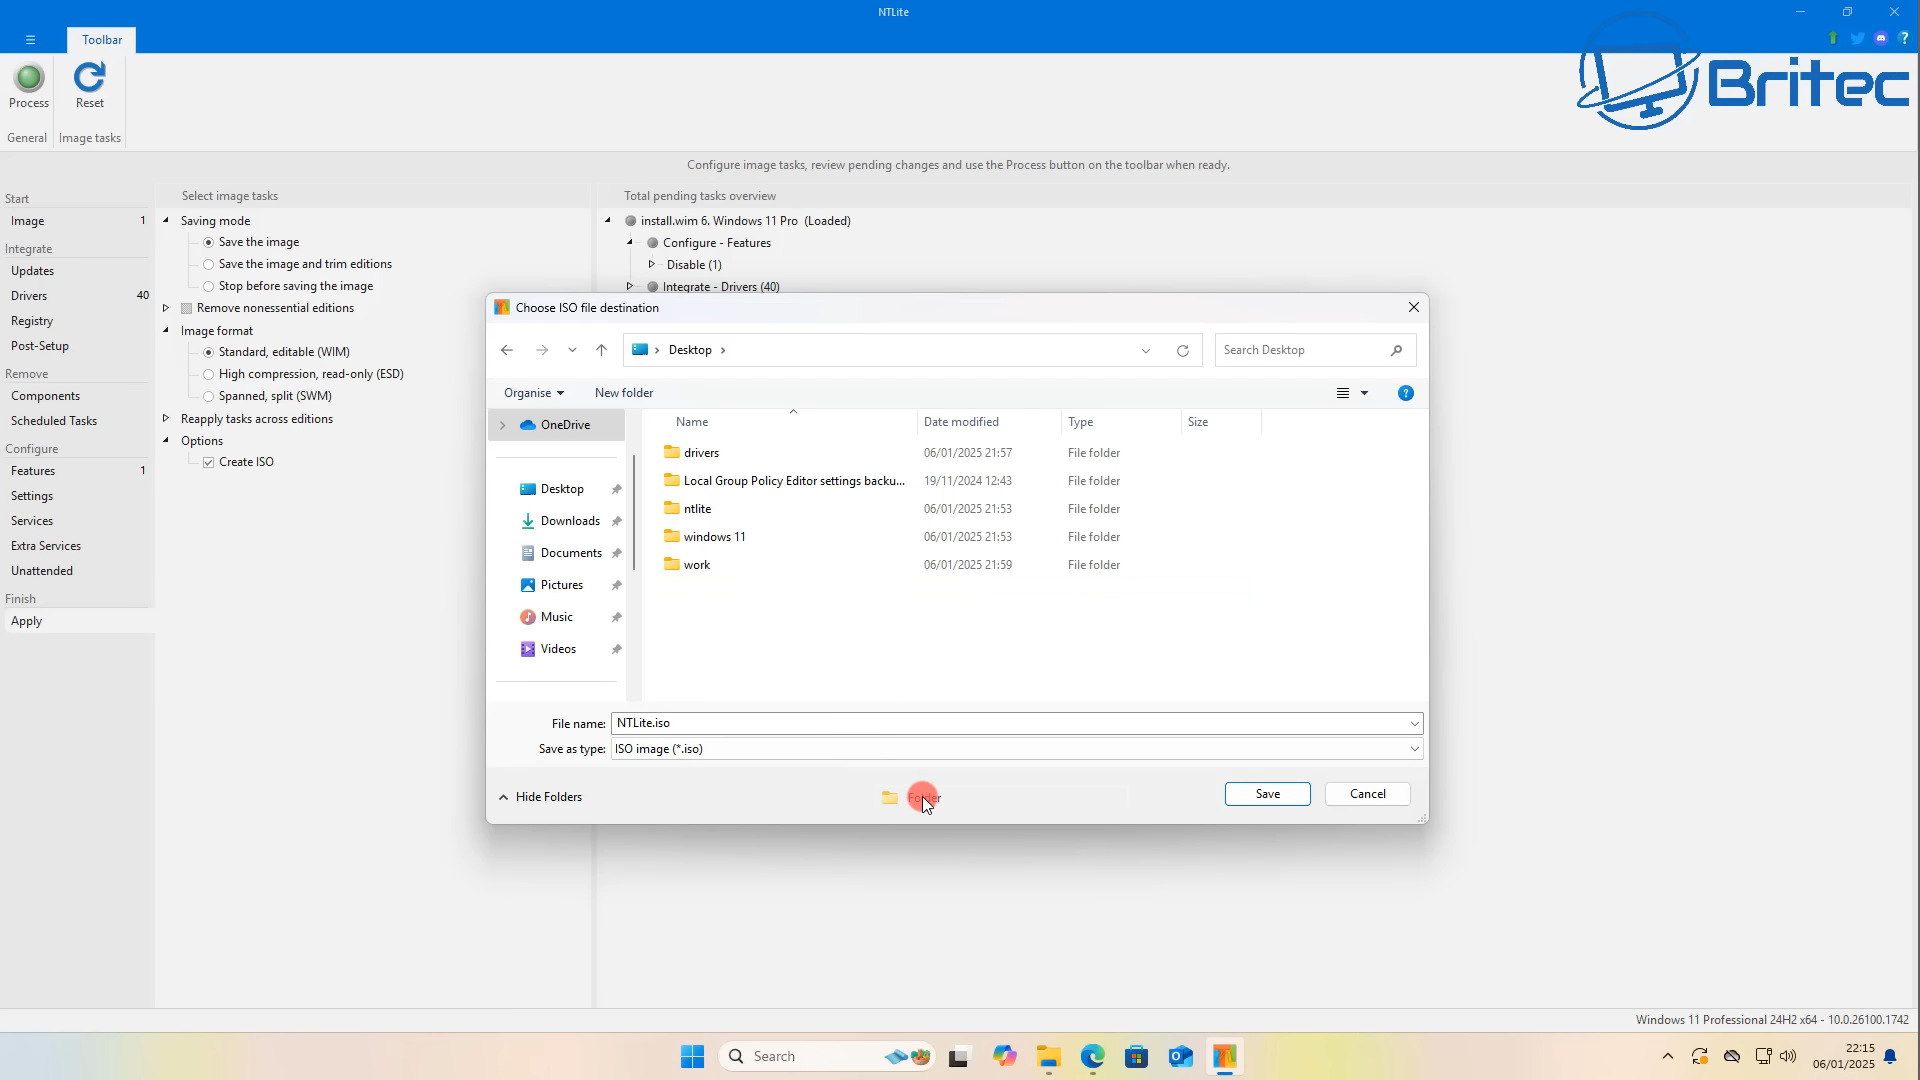 NTLite
Toolbar
Process
Reset
General
Image tasks
Britec
Configure image tasks, review pending changes and use the Process button on the toolbar when ready.
Start
Image 1
Integrate
Updates
Drivers 40
Registry
Post-Setup
Remove
Components
Scheduled Tasks
Configure
Features 1
Settings
Services
Extra Services
Unattended
Finish
Apply
Select image tasks
Saving mode
Save the image
Save the image and trim editions
Stop before saving the image
Remove nonessential editions
Image format
Standard, editable (WIM)
High compression, read-only (ESD)
Spanned, split (SWM)
Reapply tasks across editions
Options
Create ISO
Total pending tasks overview
install.wim 6. Windows 11 Pro (Loaded)
Configure - Features
Disable (1)
Integrate - Drivers (40)
Choose ISO file destination
Desktop
Search Desktop
Organise
New folder
OneDrive
Desktop
Downloads
Documents
Pictures
Music
Videos
Name Date modified Type Size
drivers 06/01/2025 21:57 File folder
Local Group Policy Editor settings backu... 19/11/2024 12:43 File folder
ntlite 06/01/2025 21:53 File folder
windows 11 06/01/2025 21:53 File folder
work 06/01/2025 21:59 File folder
File name: NTLite.iso
Save as type: ISO image (*.iso)
Hide Folders
Folder
Save
Cancel
Windows 11 Professional 24H2 x64 - 10.0.26100.1742
Search
22:15
06/01/2025